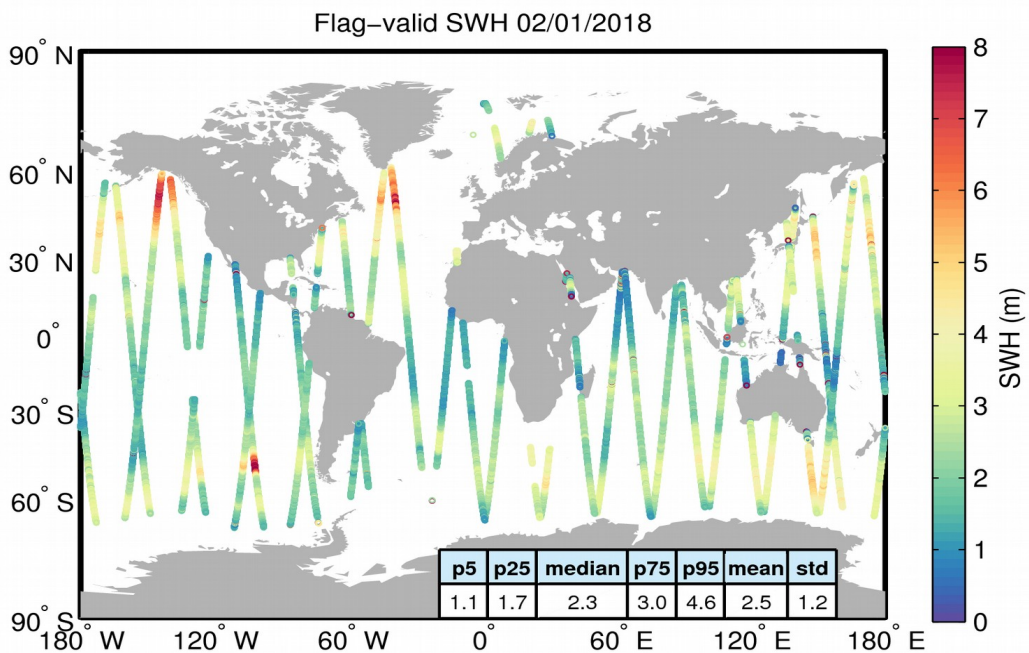 Flag−valid SWH 02/01/2018
90° N
60° N
30° N
0°
30° S
60° S
90° S
180° W
120° W
60° W
0°
60° E
120° E
180° E
8
7
6
5
4
3
2
1
0
SWH (m)
p5 p25 median p75 p95 mean std
1.1 1.7 2.3 3.0 4.6 2.5 1.2